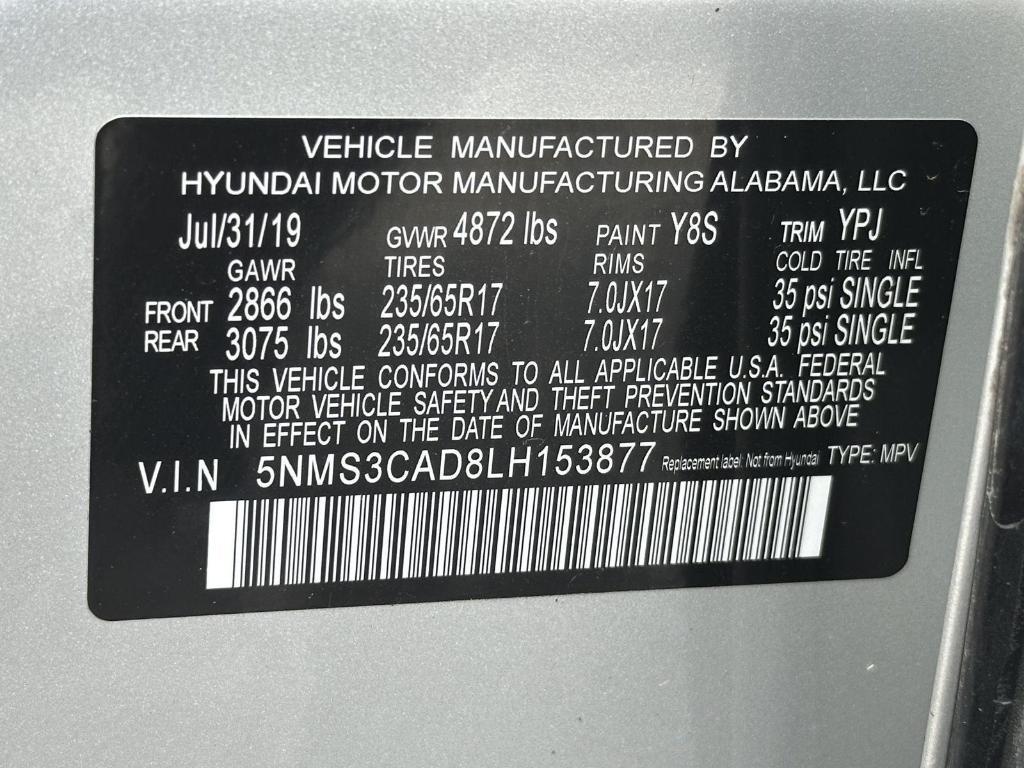 VEHICLE MANUFACTURED BY
HYUNDAI MOTOR MANUFACTURING ALABAMA, LLC
Jul/31/19 GVWR 4872 lbs PAINT Y8S TRIM YPJ
GAWR TIRES RIMS COLD TIRE INFL
FRONT 2866 lbs 235/65R17 7.0JX17 35 psi SINGLE
REAR 3075 lbs 235/65R17 7.0JX17 35 psi SINGLE
THIS VEHICLE CONFORMS TO ALL APPLICABLE U.S.A. FEDERAL
MOTOR VEHICLE SAFETY AND THEFT PREVENTION STANDARDS
IN EFFECT ON THE DATE OF MANUFACTURE SHOWN ABOVE
V.I.N 5NMS3CAD8LH153877 Replacement label: Not from Hyundai TYPE: MPV